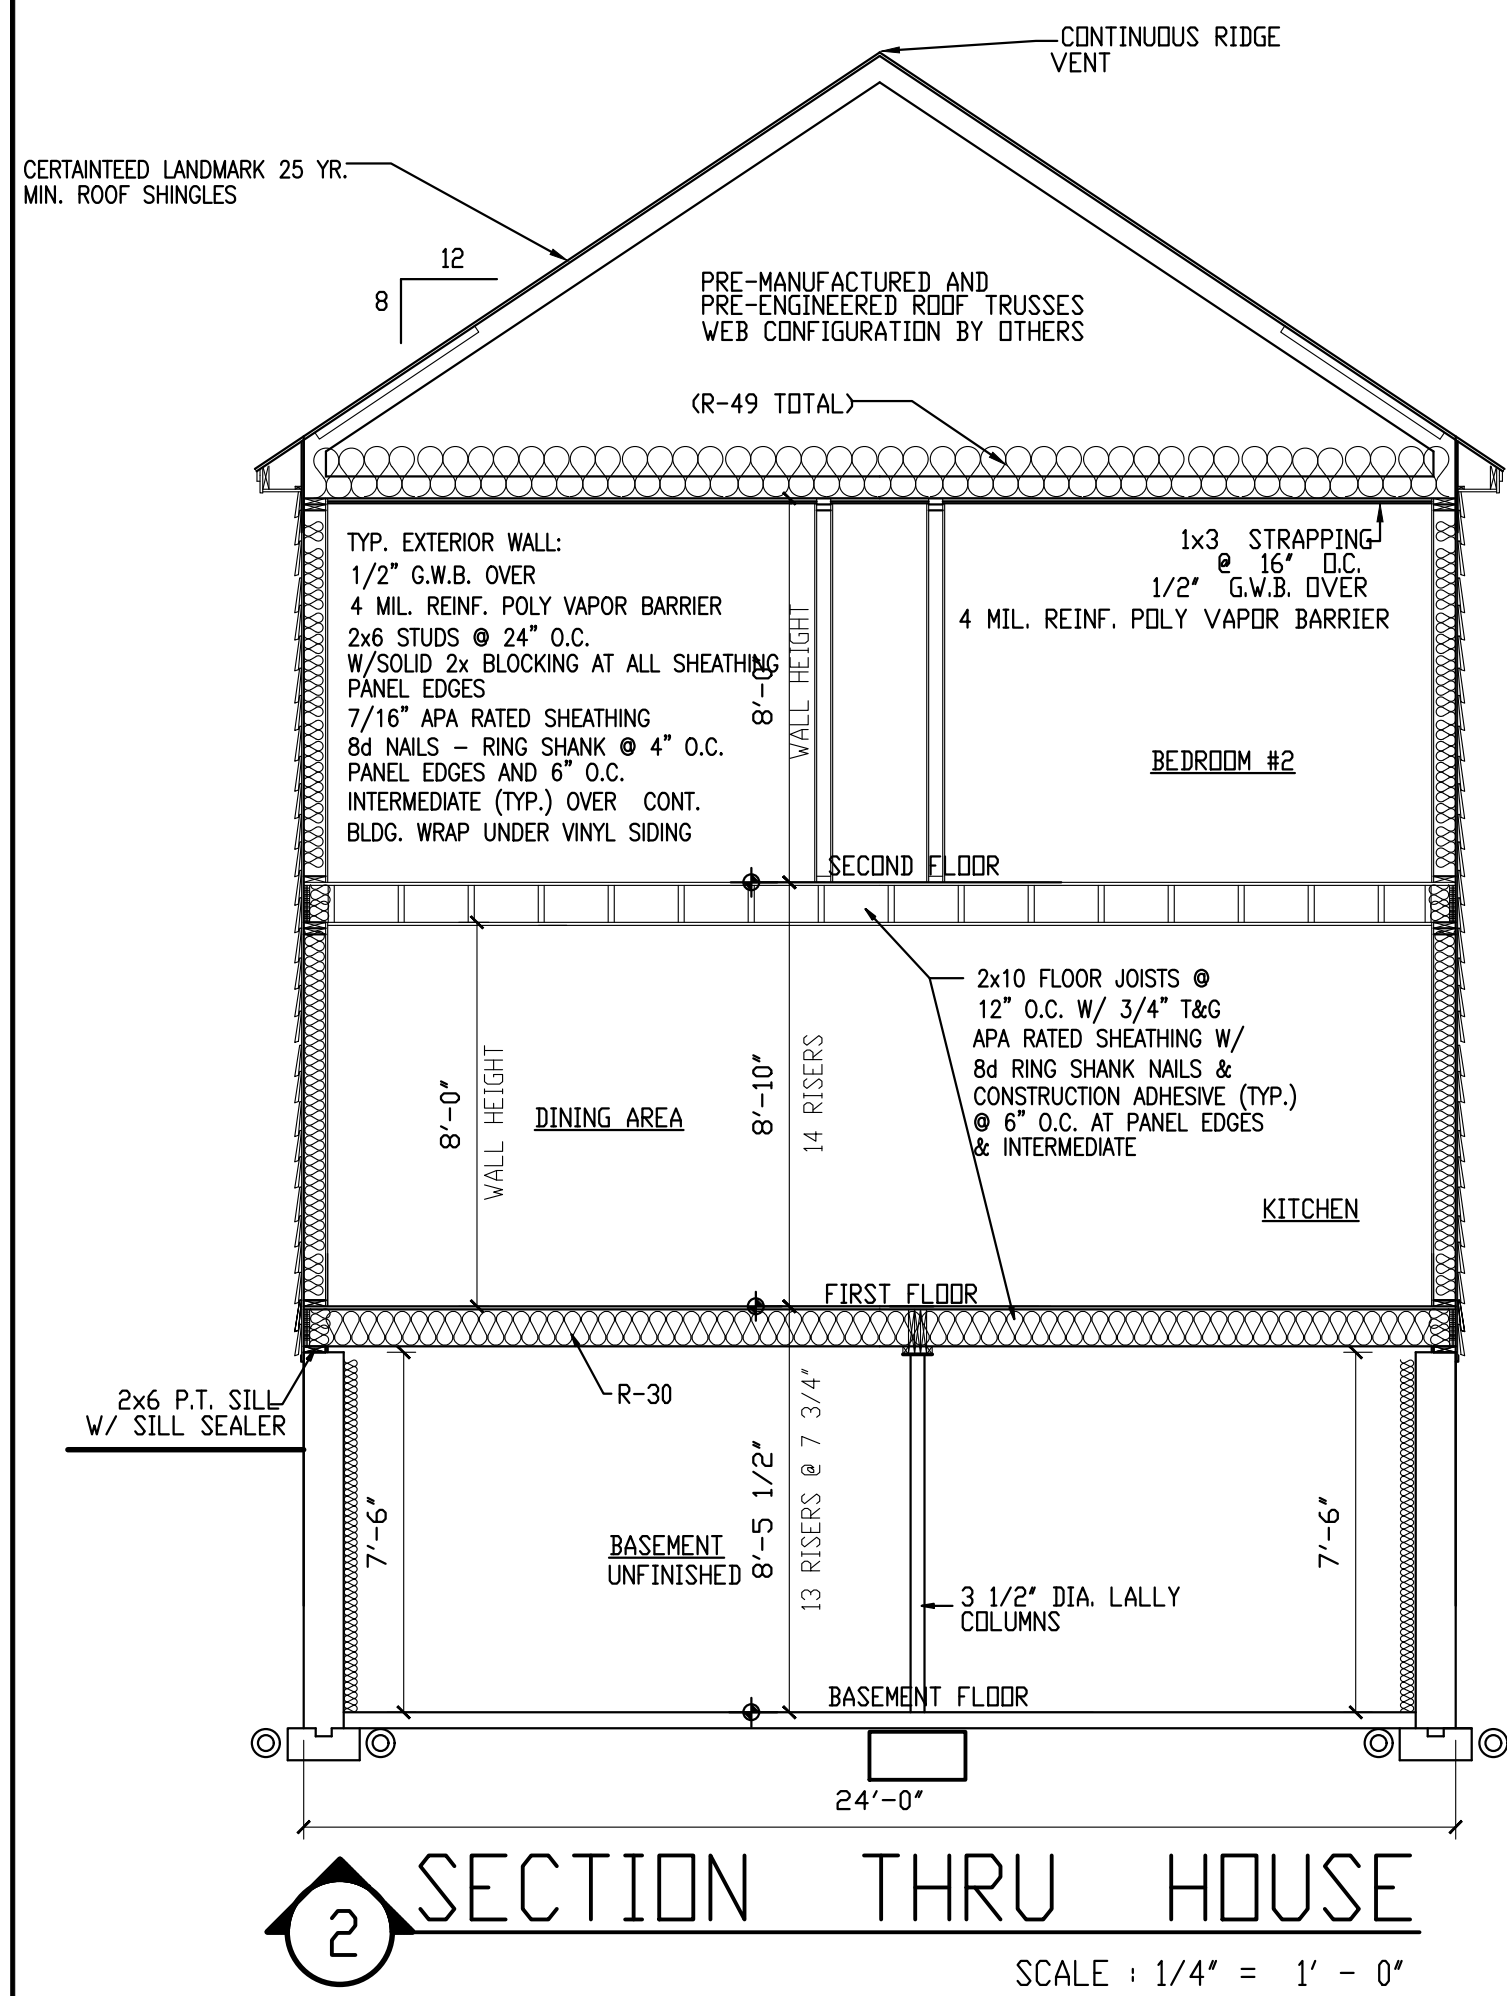 CONTINUOUS RIDGE
VENT
CERTAINTEED LANDMARK 25 YR.
MIN. ROOF SHINGLES
12
8
PRE-MANUFACTURED AND
PRE-ENGINEERED ROOF TRUSSES
WEB CONFIGURATION BY OTHERS
(R-49 TOTAL)
TYP. EXTERIOR WALL:
1/2" G.W.B. OVER
4 MIL. REINF. POLY VAPOR BARRIER
2x6 STUDS @ 24" O.C.
W/SOLID 2x BLOCKING AT ALL SHEATHING
PANEL EDGES
7/16" APA RATED SHEATHING
8d NAILS - RING SHANK @ 4" O.C.
PANEL EDGES AND 6" O.C.
INTERMEDIATE (TYP.) OVER CONT.
BLDG. WRAP UNDER VINYL SIDING
8'-0"
WALL HEIGHT
1x3 STRAPPING
@ 16" O.C.
1/2" G.W.B. OVER
4 MIL. REINF. POLY VAPOR BARRIER
BEDROOM #2
SECOND FLOOR
2x10 FLOOR JOISTS @
12" O.C. W/ 3/4" T&G
APA RATED SHEATHING W/
8d RING SHANK NAILS &
CONSTRUCTION ADHESIVE (TYP.)
@ 6" O.C. AT PANEL EDGES
& INTERMEDIATE
8'-0"
WALL HEIGHT
DINING AREA
8'-10"
14 RISERS
KITCHEN
FIRST FLOOR
2x6 P.T. SILL
W/ SILL SEALER
R-30
7'-6"
BASEMENT
UNFINISHED
8'-5 1/2"
13 RISERS @ 7 3/4"
3 1/2" DIA. LALLY
COLUMNS
7'-6"
BASEMENT FLOOR
24'-0"
2
SECTION THRU HOUSE
SCALE : 1/4" = 1' - 0"